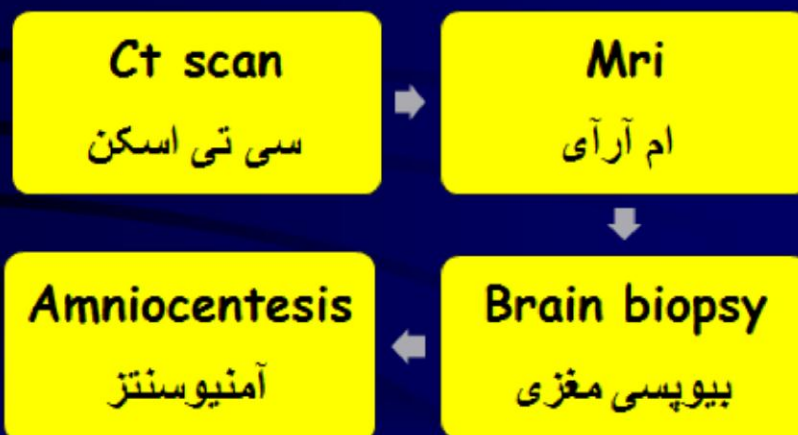 Ct scan
سی تی اسکن
Mri
ام آرآی
Brain biopsy
بیوپسی مغزی
Amniocentesis
آمنیوسنتز